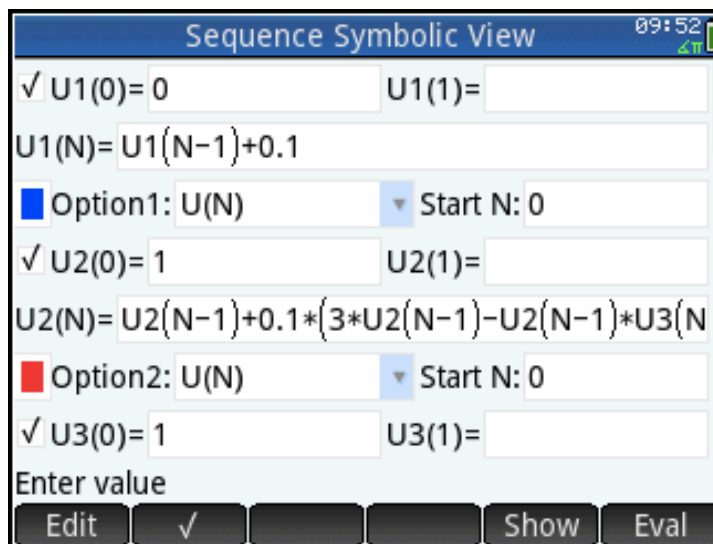 Sequence Symbolic View 09:52
∡π
√ U1(0)= 0 U1(1)=
U1(N)= U1(N-1)+0.1
Option1: U(N) Start N: 0
√ U2(0)= 1 U2(1)=
U2(N)= U2(N-1)+0.1*(3*U2(N-1)-U2(N-1)*U3(N
Option2: U(N) Start N: 0
√ U3(0)= 1 U3(1)=
Enter value
Edit √ Show Eval